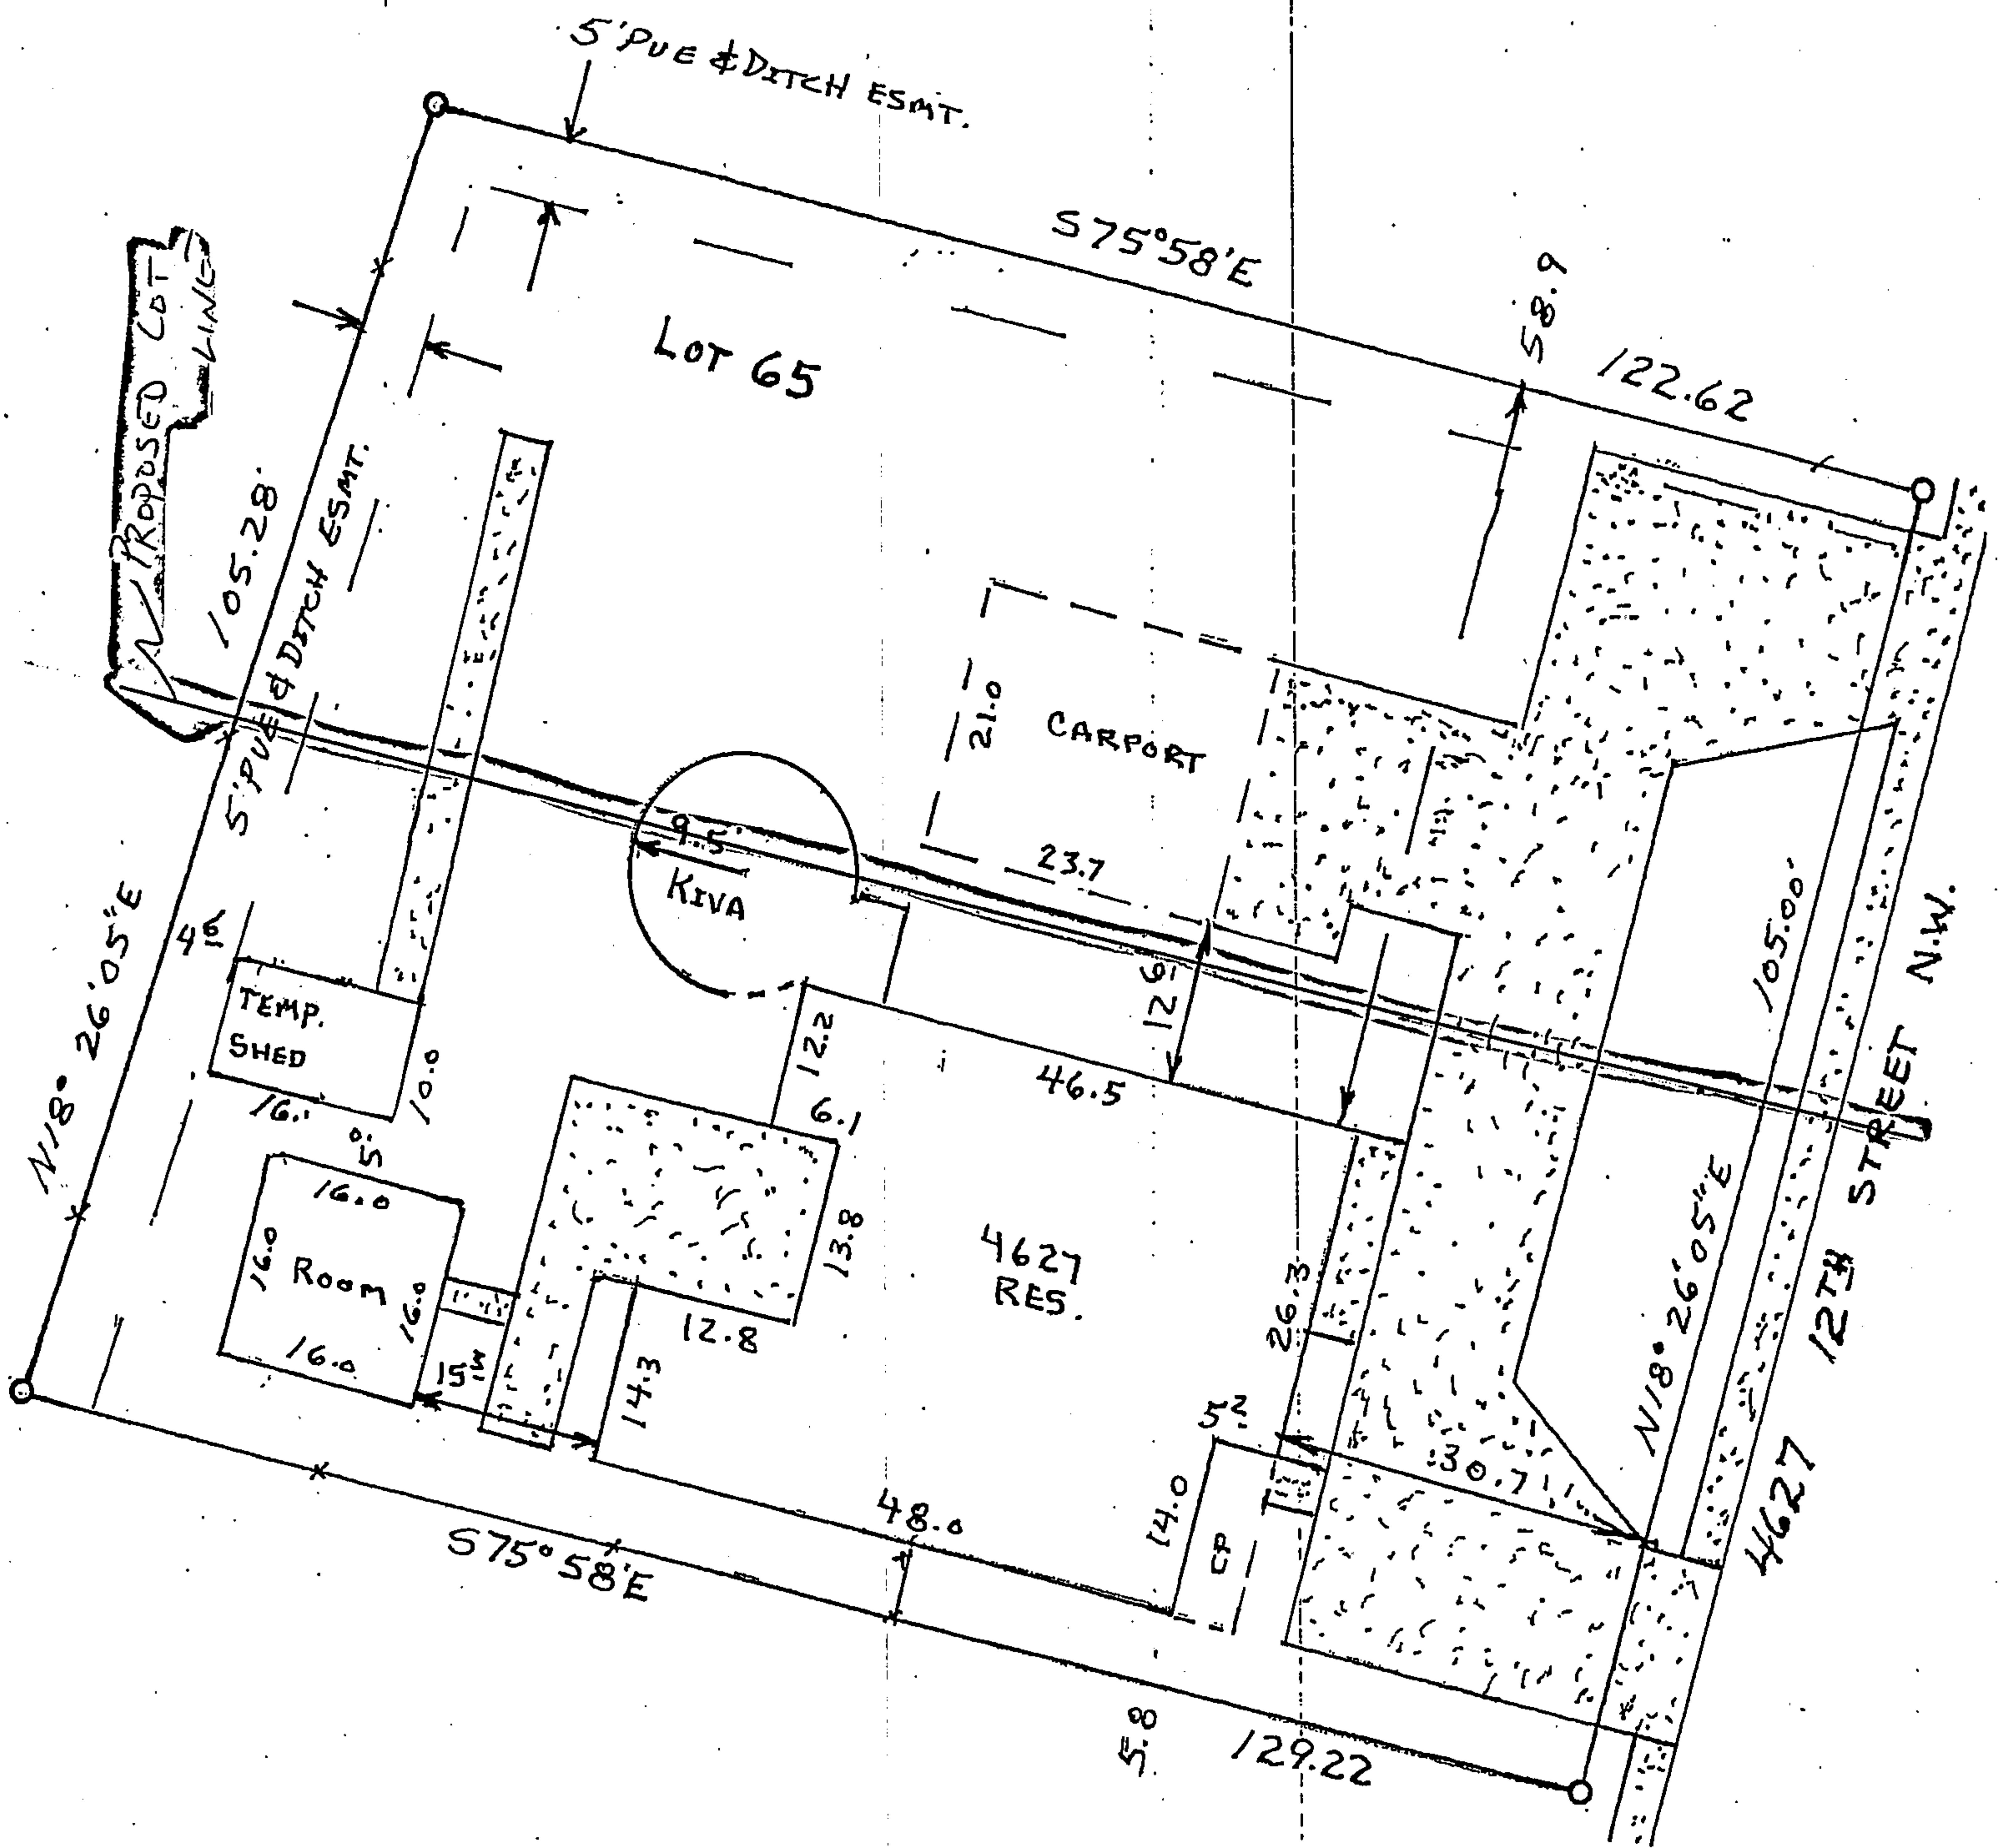 5' PUE & DITCH ESMT.
S75°58'E
58.9
122.62
PROPOSED LOT
LINE
LOT 65
105.28'
5' PUE & DITCH ESMT.
21.0
CARPORT
23.7
9.5
KIVA
105.00'
N18° 26'05"E
4.6
TEMP.
SHED
10.0
16.
5.0
12.6
12.2
46.5
6.1
13.8
16.0
16.0
ROOM
16.0
16.0
12.8
15
14.3
4627
RES.
26.3
5.2
30.7
14.0
CP
48.0
S75°58'E
5.8
129.22
N18° 26'05"E
4627 12TH STREET N.W.